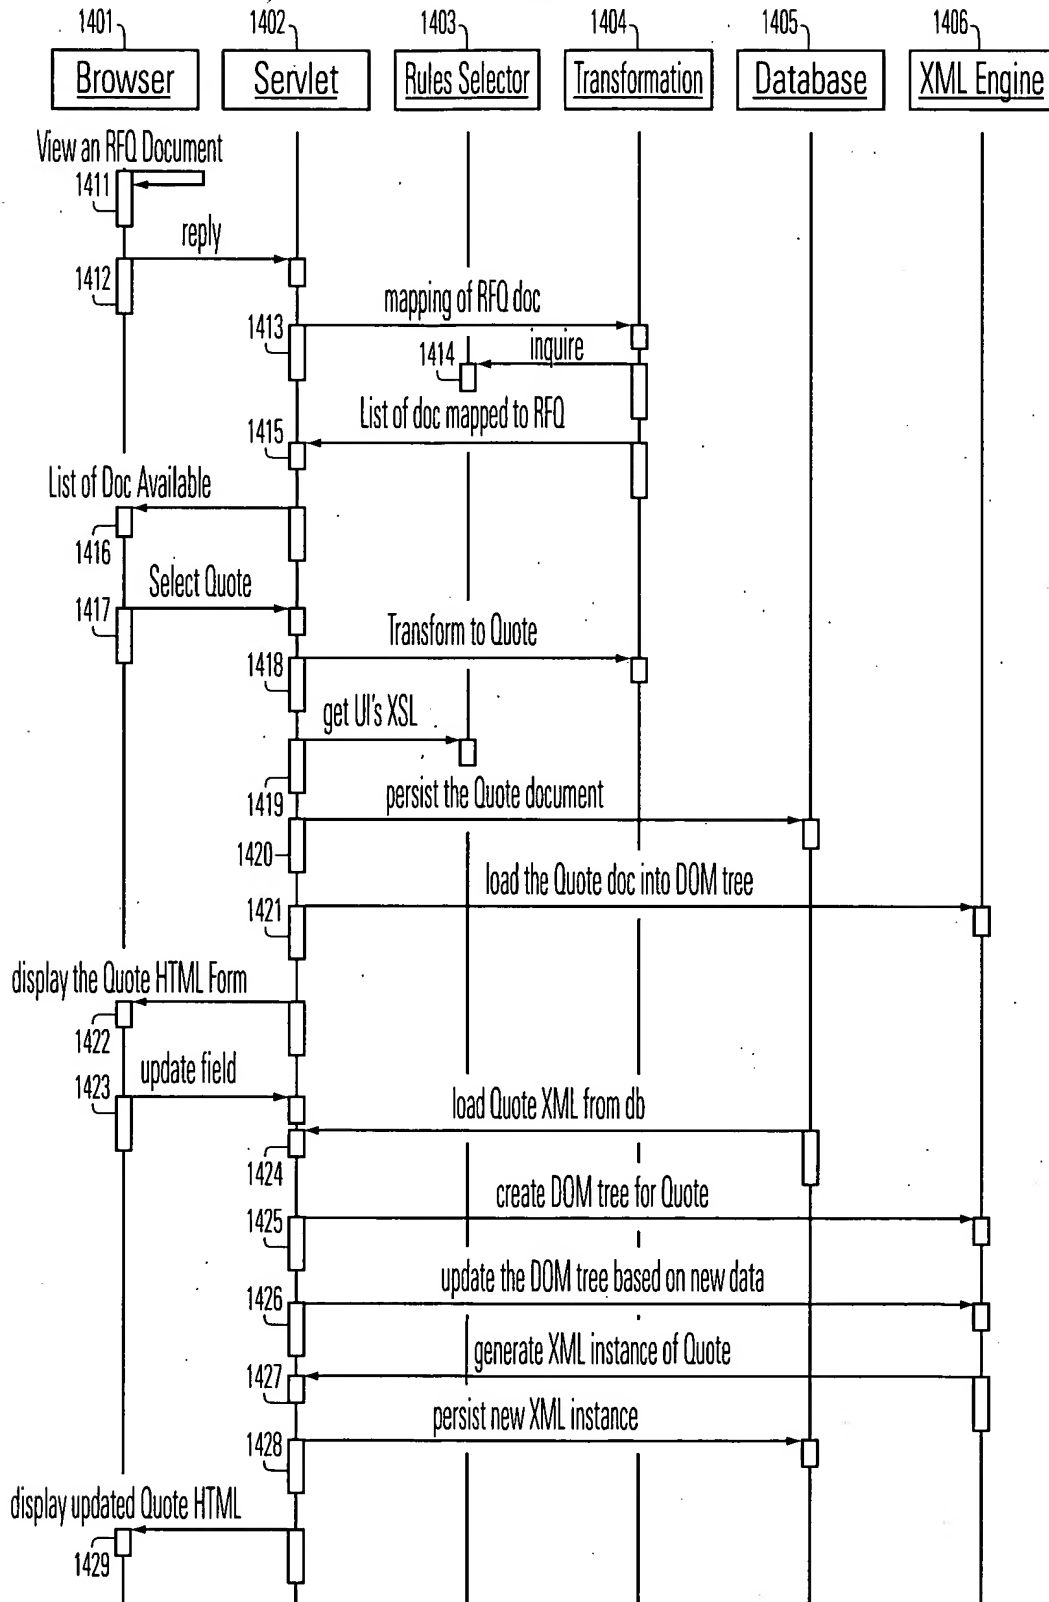 1401 1402 1403 1404 1405 1406
Browser Servlet Rules Selector Transformation Database XML Engine
View an RFQ Document
1411
reply
1412
mapping of RFQ doc
1413
inquire
1414
List of doc mapped to RFQ
1415
List of Doc Available
1416
Select Quote
1417
Transform to Quote
1418
get UI's XSL
1419
persist the Quote document
1420
load the Quote doc into DOM tree
1421
display the Quote HTML Form
1422
update field
1423
load Quote XML from db
1424
create DOM tree for Quote
1425
update the DOM tree based on new data
1426
generate XML instance of Quote
1427
persist new XML instance
1428
display updated Quote HTML
1429